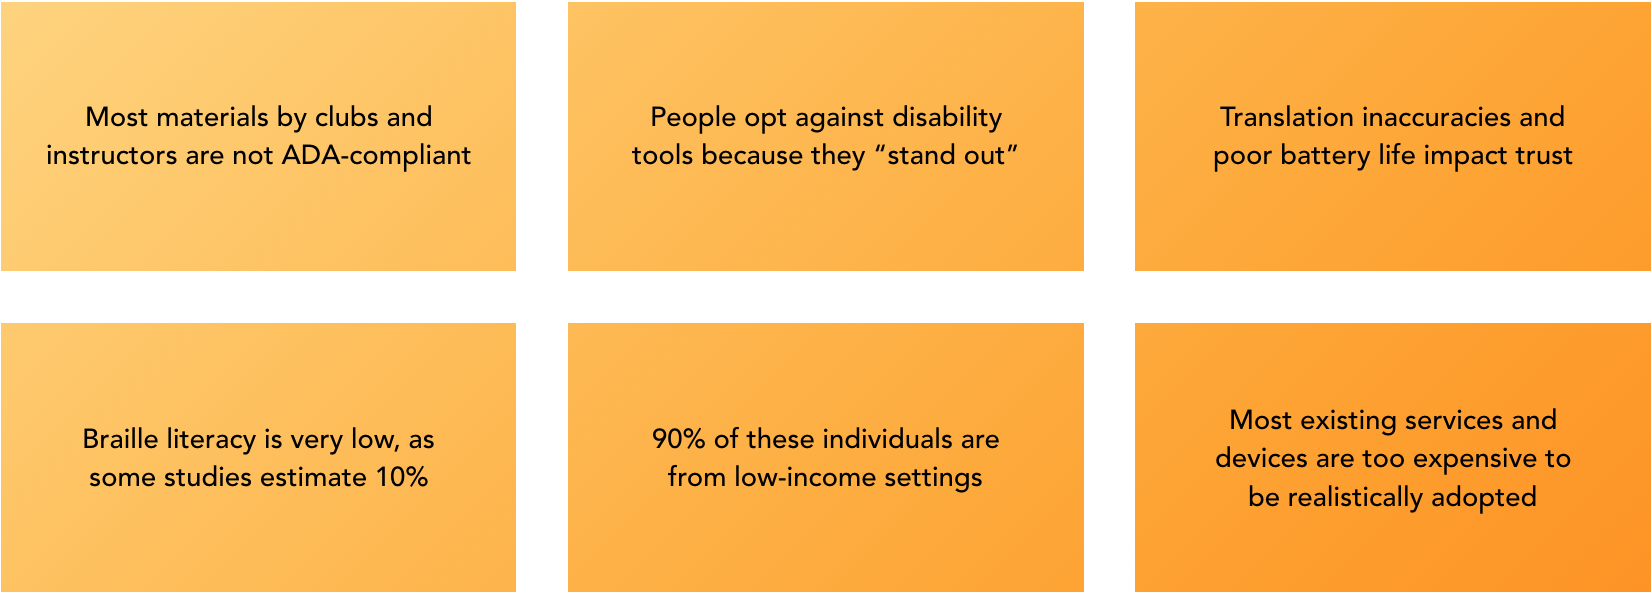 Most materials by clubs and
instructors are not ADA-compliant
People opt against disability
tools because they “stand out”
Translation inaccuracies and
poor battery life impact trust
Braille literacy is very low, as
some studies estimate 10%
90% of these individuals are
from low-income settings
Most existing services and
devices are too expensive to
be realistically adopted